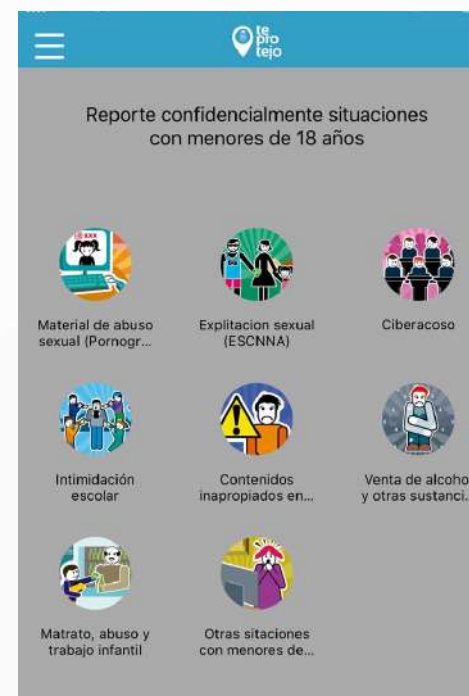 te
pro
tejo
Reporte confidencialmente situaciones
con menores de 18 años
XXX
Material de abuso
sexual (Pornogr...
Explitacion sexual
(ESCNNA)
Ciberacoso
Intimidación
escolar
Contenidos
inapropiados en...
Venta de alcoho
y otras sustanci..
Matrato, abuso y
trabajo infantil
Otras sitaciones
con menores de...